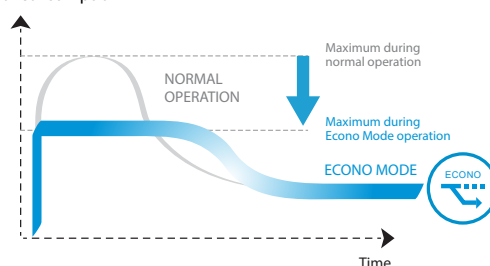 Maximum during
normal operation
NORMAL
OPERATION
Maximum during
Econo Mode operation
ECONO MODE
ECONO
Time